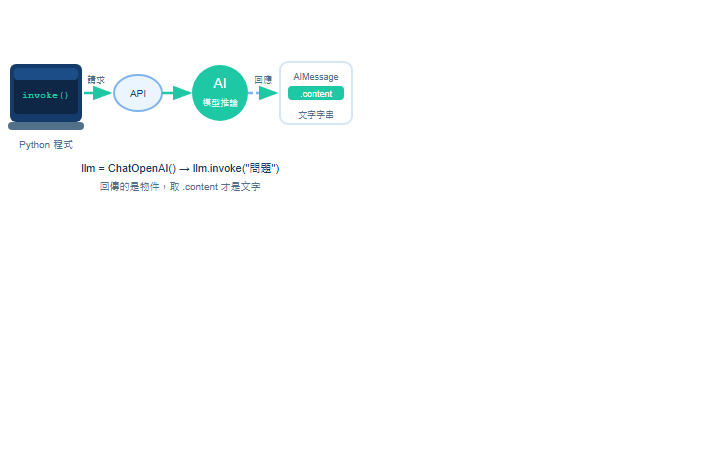 invoke()
Python 程式
請求
API
AI
模型推論
回應
AIMessage
.content
文字字串
llm = ChatOpenAI() → llm.invoke("問題")
回傳的是物件，取 .content 才是文字